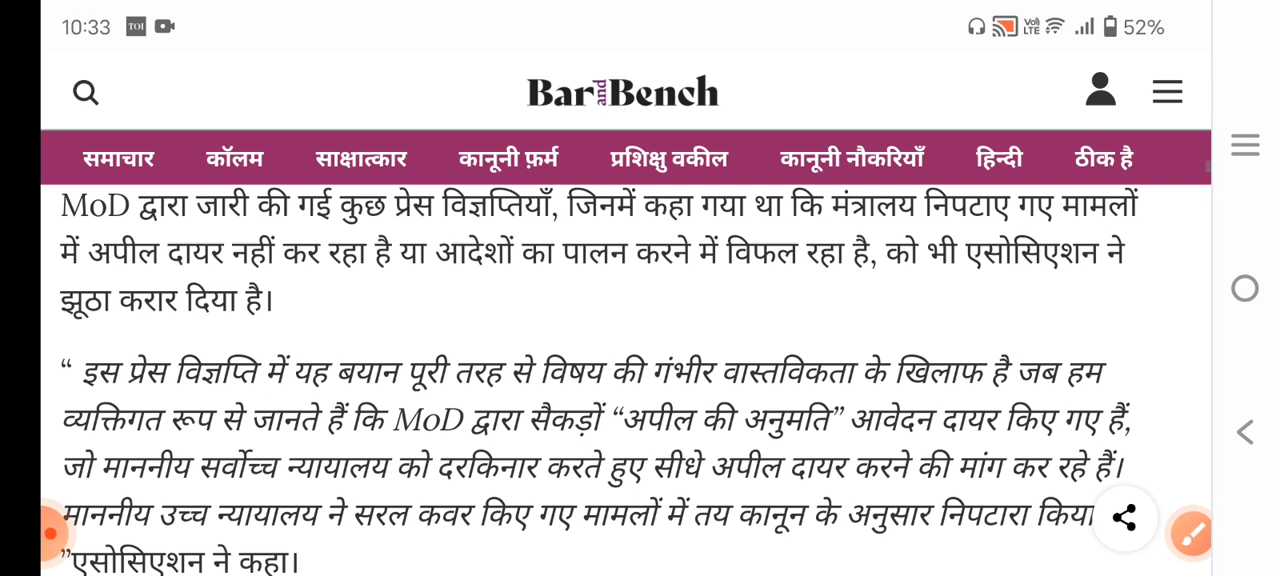 10:33 TOI VoI) LTE 52%
Bar and Bench
समाचार कॉलम साक्षात्कार कानूनी फ़र्म प्रशिक्षु वकील कानूनी नौकरियाँ हिन्दी ठीक है
MoD द्वारा जारी की गई कुछ प्रेस विज्ञप्तियाँ, जिनमें कहा गया था कि मंत्रालय निपटाए गए मामलों
में अपील दायर नहीं कर रहा है या आदेशों का पालन करने में विफल रहा है, को भी एसोसिएशन ने
झूठा करार दिया है।
“ इस प्रेस विज्ञप्ति में यह बयान पूरी तरह से विषय की गंभीर वास्तविकता के खिलाफ है जब हम
व्यक्तिगत रूप से जानते हैं कि MoD द्वारा सैकड़ों “अपील की अनुमति” आवेदन दायर किए गए हैं,
जो माननीय सर्वोच्च न्यायालय को दरकिनार करते हुए सीधे अपील दायर करने की मांग कर रहे हैं।
माननीय उच्च न्यायालय ने सरल कवर किए गए मामलों में तय कानून के अनुसार निपटारा किया
”एसोसिएशन ने कहा।